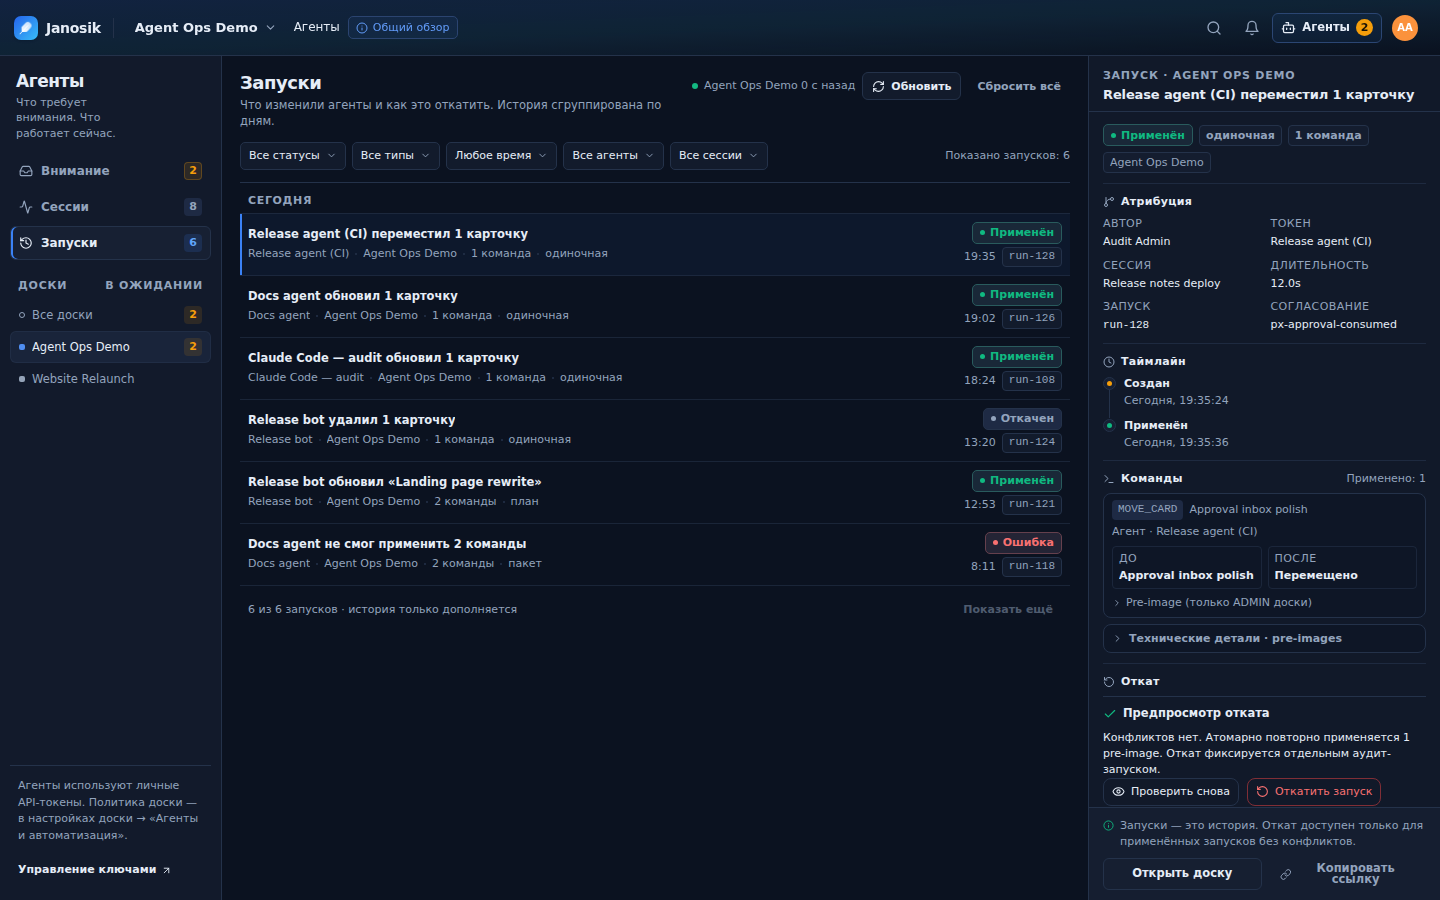 Janosik
Agent Ops Demo
Агенты
Общий обзор
Агенты 2
AA
Агенты
Что требует
внимания. Что
работает сейчас.
Внимание 2
Сессии 8
Запуски 6
ДОСКИ В ОЖИДАНИИ
Все доски 2
Agent Ops Demo 2
Website Relaunch
Агенты используют личные
API-токены. Политика доски —
в настройках доски → «Агенты
и автоматизация».
Управление ключами
Запуски
Что изменили агенты и как это откатить. История сгруппирована по
дням.
Agent Ops Demo 0 с назад
Обновить
Сбросить всё
Все статусы
Все типы
Любое время
Все агенты
Все сессии
Показано запусков: 6
СЕГОДНЯ
Release agent (CI) переместил 1 карточку
Применён
Release agent (CI) · Agent Ops Demo · 1 команда · одиночная
19:35 run-128
Docs agent обновил 1 карточку
Применён
Docs agent · Agent Ops Demo · 1 команда · одиночная
19:02 run-126
Claude Code — audit обновил 1 карточку
Применён
Claude Code — audit · Agent Ops Demo · 1 команда · одиночная
18:24 run-108
Release bot удалил 1 карточку
Откачен
Release bot · Agent Ops Demo · 1 команда · одиночная
13:20 run-124
Release bot обновил «Landing page rewrite»
Применён
Release bot · Agent Ops Demo · 2 команды · план
12:53 run-121
Docs agent не смог применить 2 команды
Ошибка
Docs agent · Agent Ops Demo · 2 команды · пакет
8:11 run-118
6 из 6 запусков · история только дополняется
Показать ещё
ЗАПУСК · AGENT OPS DEMO
Release agent (CI) переместил 1 карточку
Применён
одиночная
1 команда
Agent Ops Demo
Атрибуция
АВТОР ТОКЕН
Audit Admin Release agent (CI)
СЕССИЯ ДЛИТЕЛЬНОСТЬ
Release notes deploy 12.0s
ЗАПУСК СОГЛАСОВАНИЕ
run-128 px-approval-consumed
Таймлайн
Создан
Сегодня, 19:35:24
Применён
Сегодня, 19:35:36
Команды Применено: 1
MOVE_CARD Approval inbox polish
Агент · Release agent (CI)
ДО ПОСЛЕ
Approval inbox polish Перемещено
Pre-image (только ADMIN доски)
Технические детали · pre-images
Откат
Предпросмотр отката
Конфликтов нет. Атомарно повторно применяется 1
pre-image. Откат фиксируется отдельным аудит-
запуском.
Проверить снова
Откатить запуск
Запуски — это история. Откат доступен только для
применённых запусков без конфликтов.
Открыть доску
Копировать
ссылку